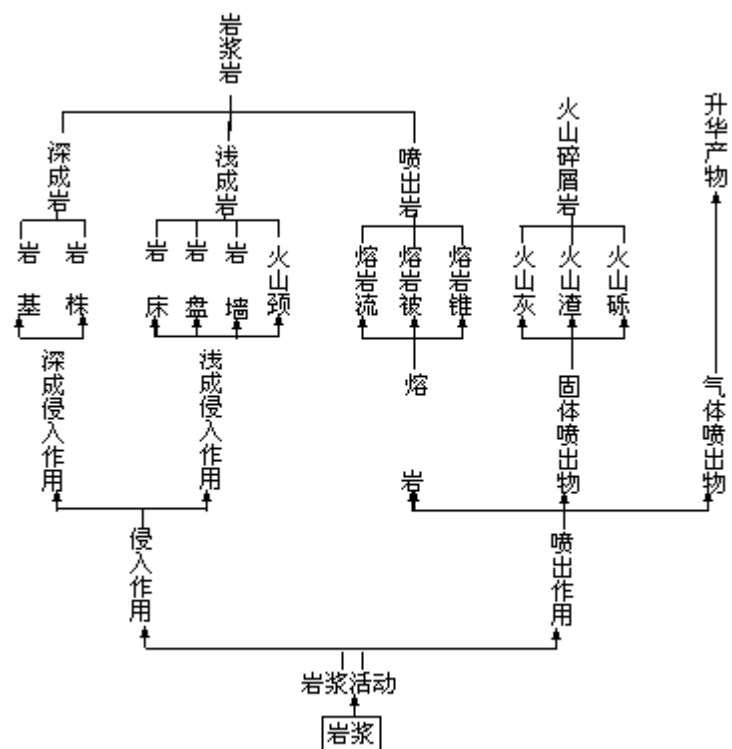 岩浆岩
深成岩
浅成岩
喷出岩
火山碎屑岩
升华产物
岩基
岩株
岩床
岩盘
岩墙
火山颈
熔岩流
熔岩被
熔岩锥
火山灰
火山渣
火山砾
深成侵入作用
浅成侵入作用
熔岩
固体喷出物
气体喷出物
侵入作用
喷出作用
岩浆活动
岩浆